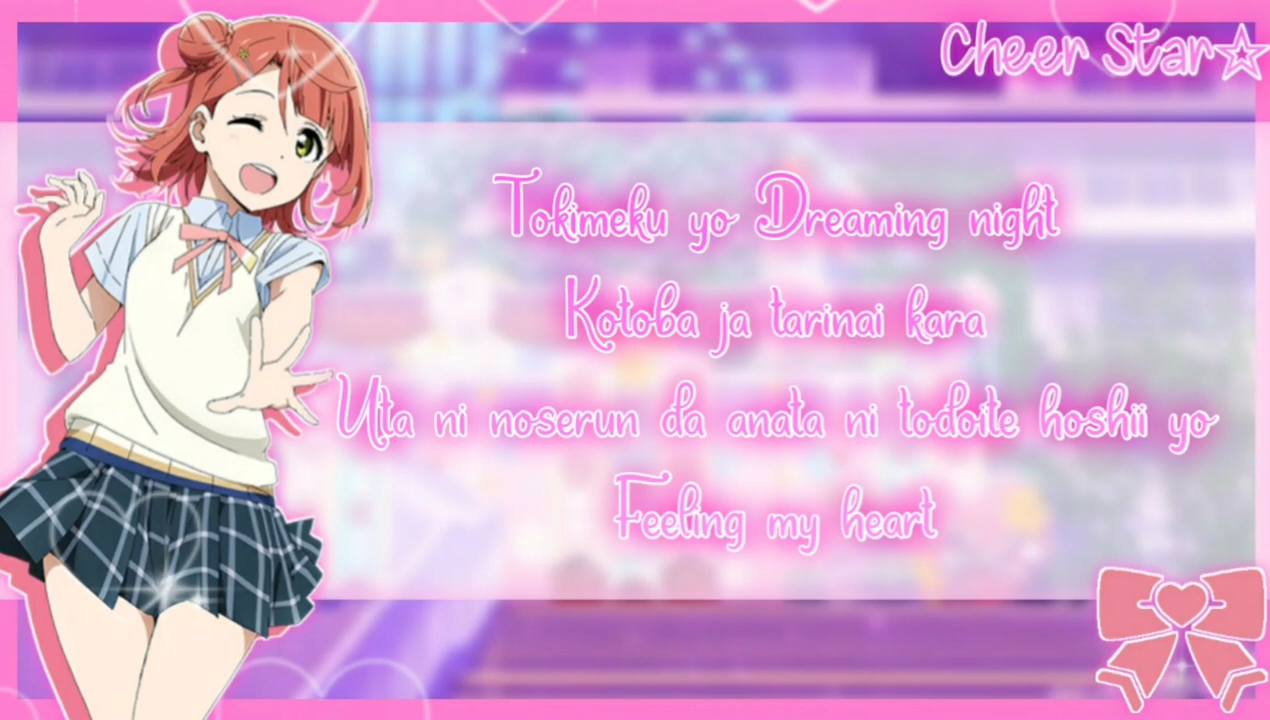 Cheer Star☆
Tokimeku yo Dreaming night
Kotoba ja tarinai kara
Uta ni noserun da anata ni todoite hoshii yo
Feeling my heart